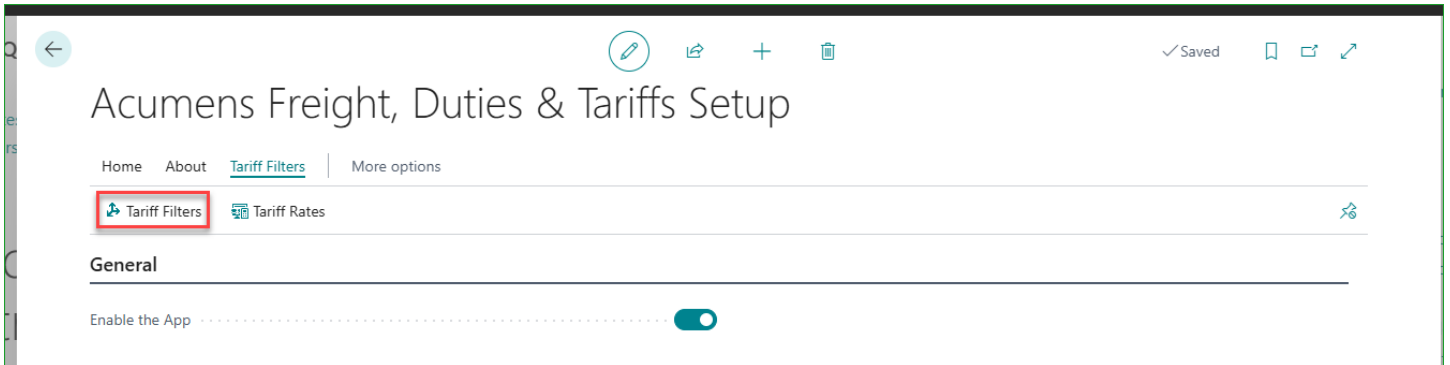 Saved
Acumens Freight, Duties & Tariffs Setup
Home About Tariff Filters More options
Tariff Filters Tariff Rates
General
Enable the App